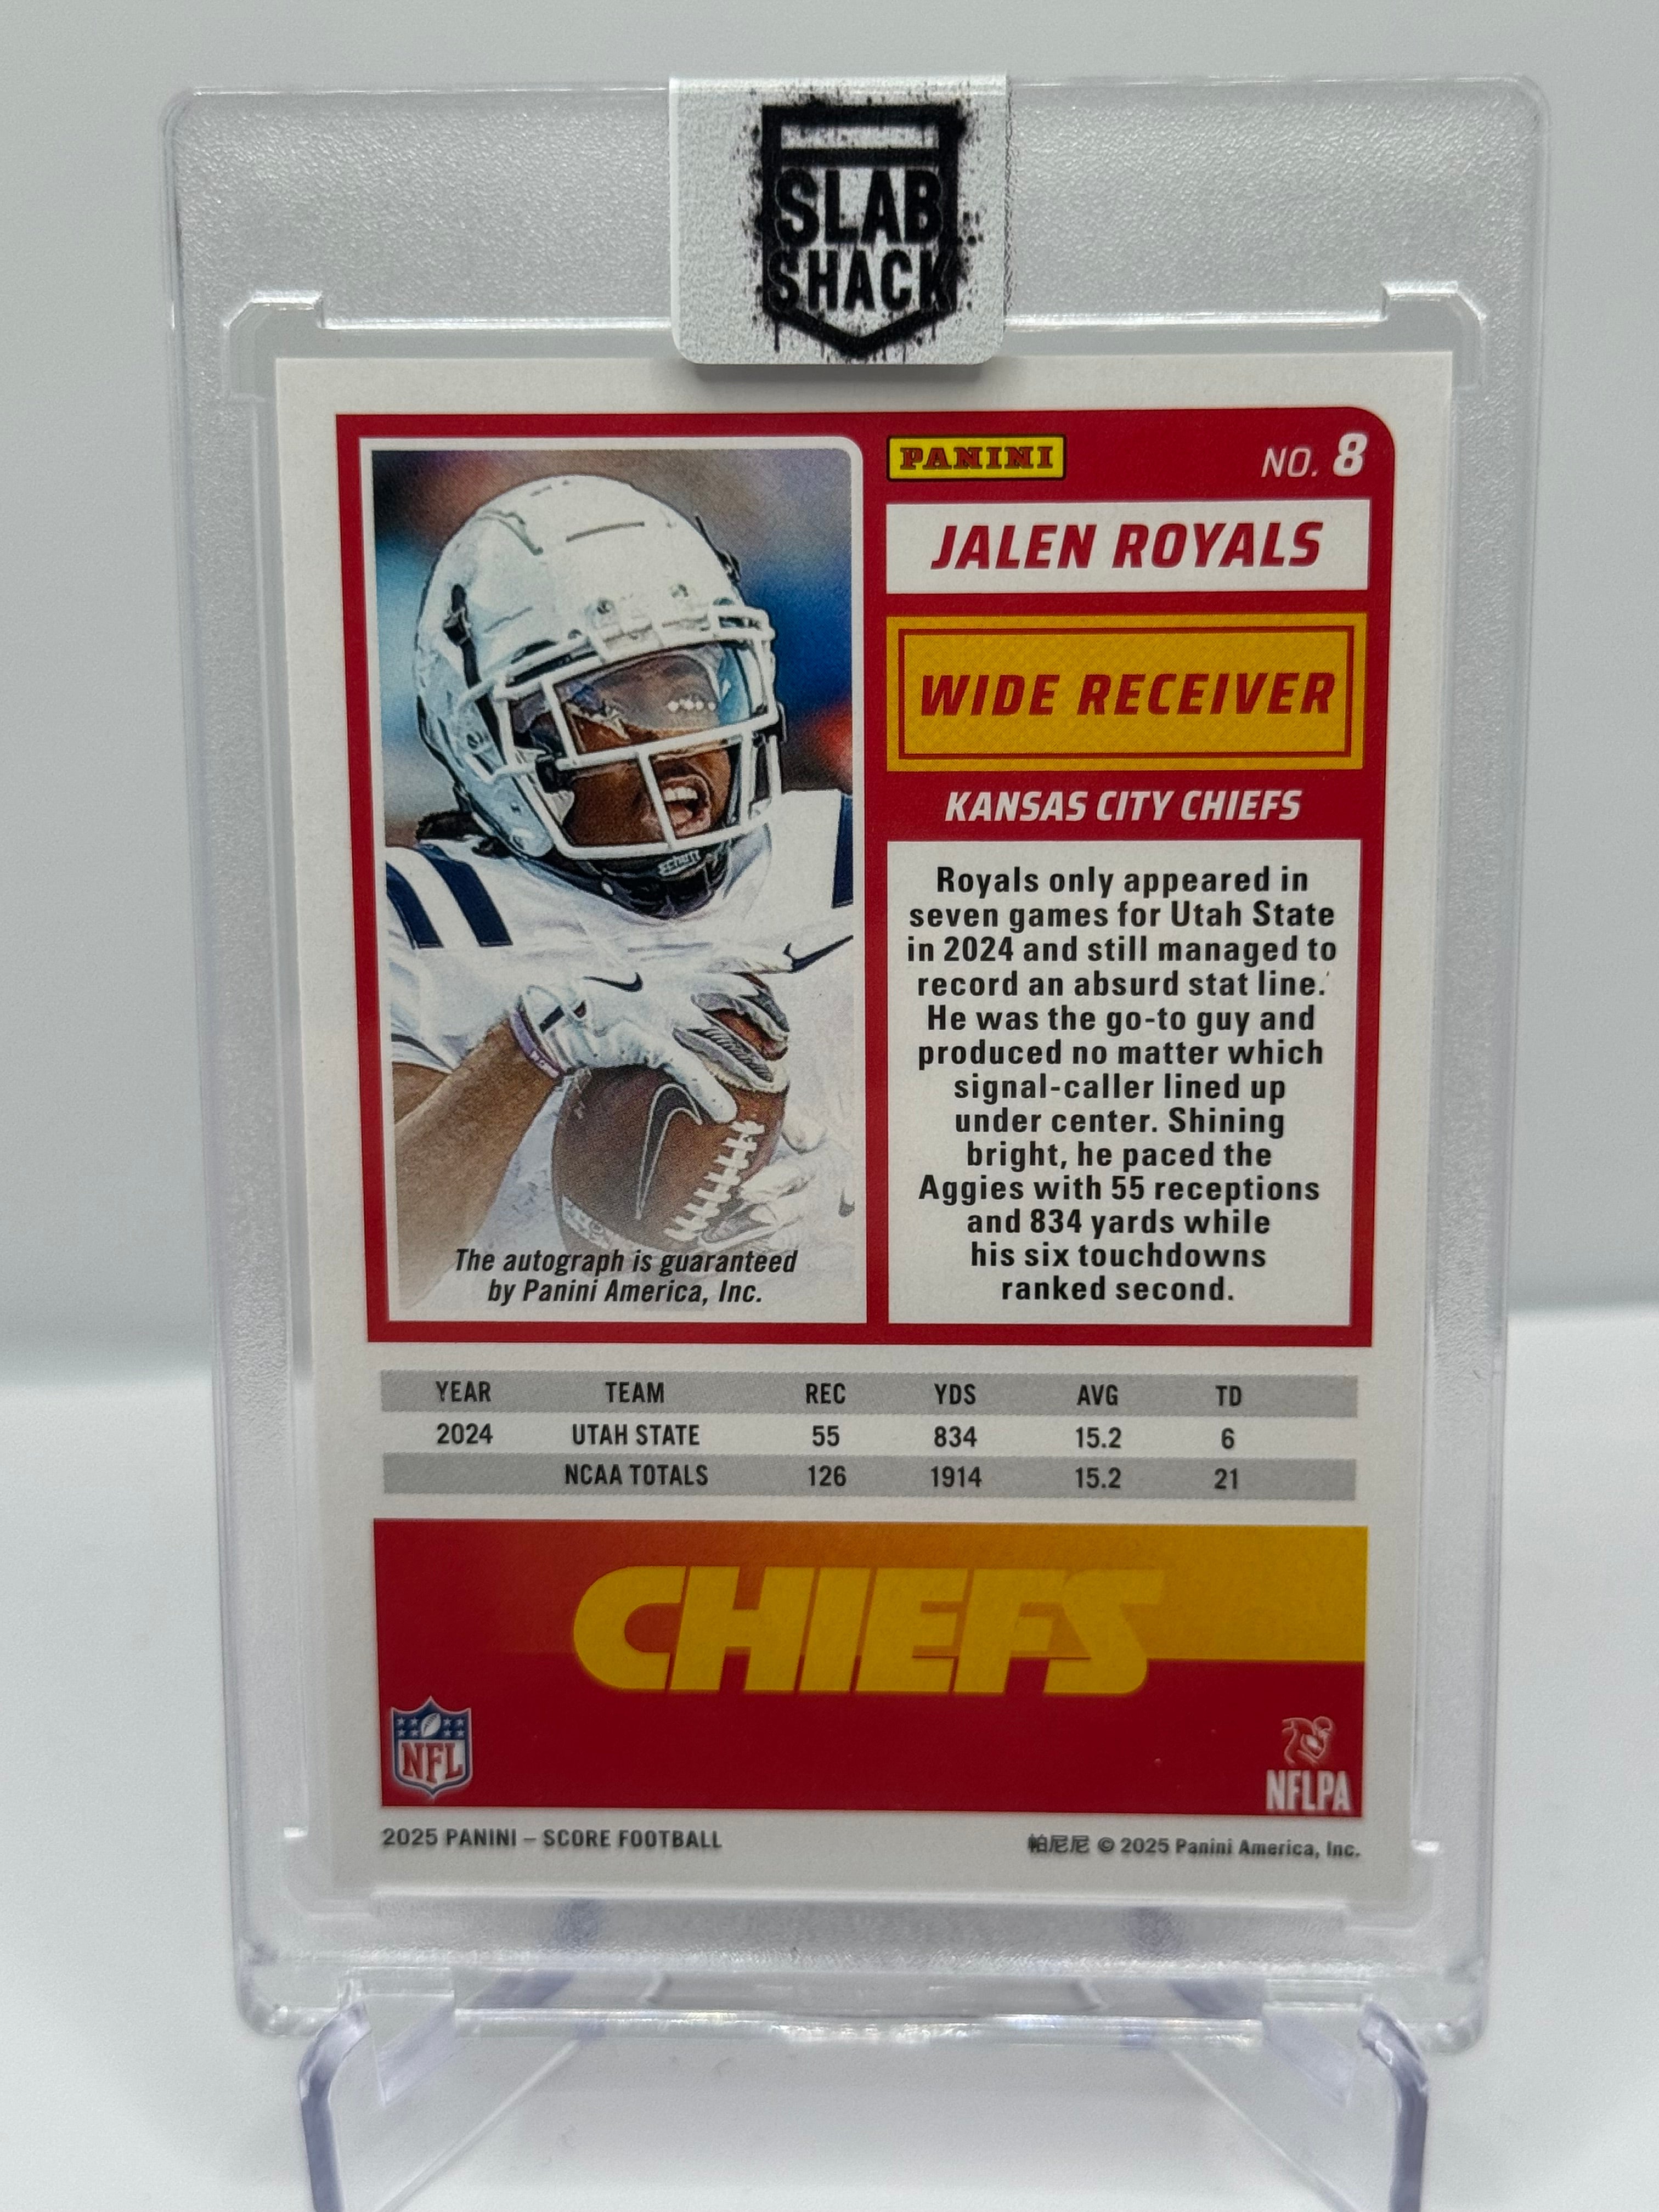 SLAB
SHACK
PANINI
NO. 8
JALEN ROYALS
WIDE RECEIVER
KANSAS CITY CHIEFS
Royals only appeared in
seven games for Utah State
in 2024 and still managed to
record an absurd stat line.
He was the go-to guy and
produced no matter which
signal-caller lined up
under center. Shining
bright, he paced the
Aggies with 55 receptions
and 834 yards while
his six touchdowns
ranked second.
schutt
The autograph is guaranteed
by Panini America, Inc.
YEAR TEAM REC YDS AVG TD
2024 UTAH STATE 55 834 15.2 6
NCAA TOTALS 126 1914 15.2 21
CHIEFS
NFL
NFLPA
2025 PANINI – SCORE FOOTBALL
帕尼尼 © 2025 Panini America, Inc.